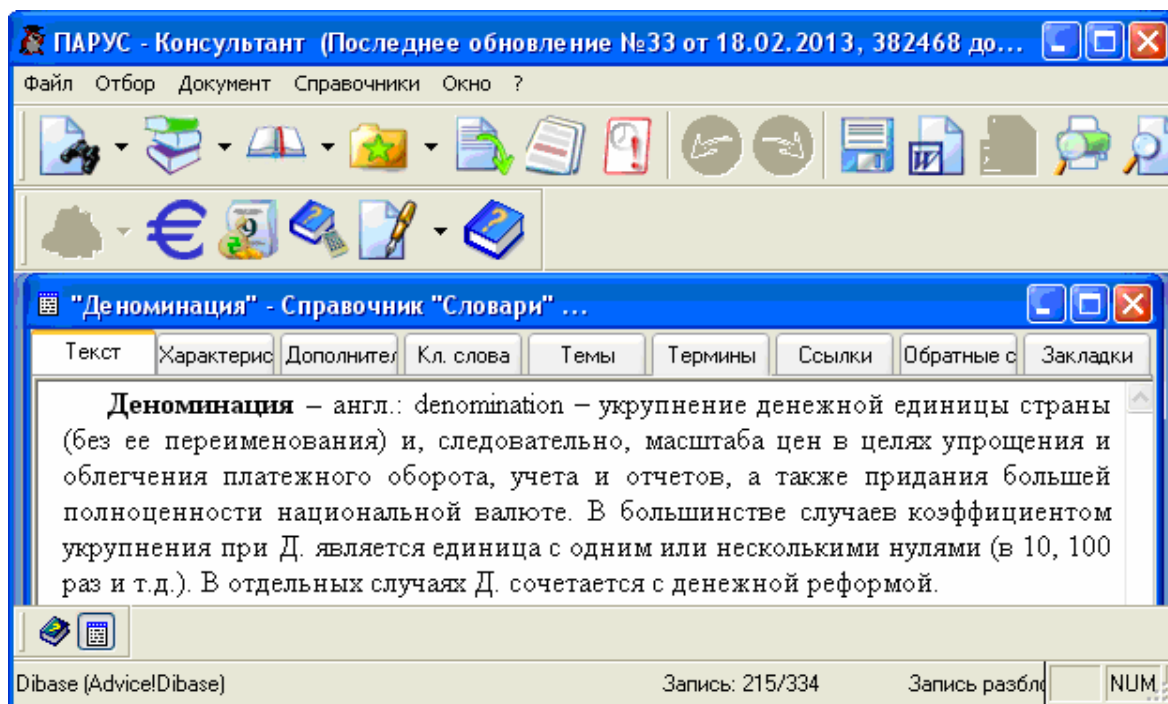 ПАРУС - Консультант (Последнее обновление №33 от 18.02.2013, 382468 до...
Файл Отбор Документ Справочники Окно ?
"Деноминация" - Справочник "Словари" ...
Текст Характерис Дополнител Кл. слова Темы Термины Ссылки Обратные с Закладки
Деноминация – англ.: denomination – укрупнение денежной единицы страны
(без ее переименования) и, следовательно, масштаба цен в целях упрощения и
облегчения платежного оборота, учета и отчетов, а также придания большей
полноценности национальной валюте. В большинстве случаев коэффициентом
укрупнения при Д. является единица с одним или несколькими нулями (в 10, 100
раз и т.д.). В отдельных случаях Д. сочетается с денежной реформой.
Dibase (Advice!Dibase) Запись: 215/334 Запись разбло NUM